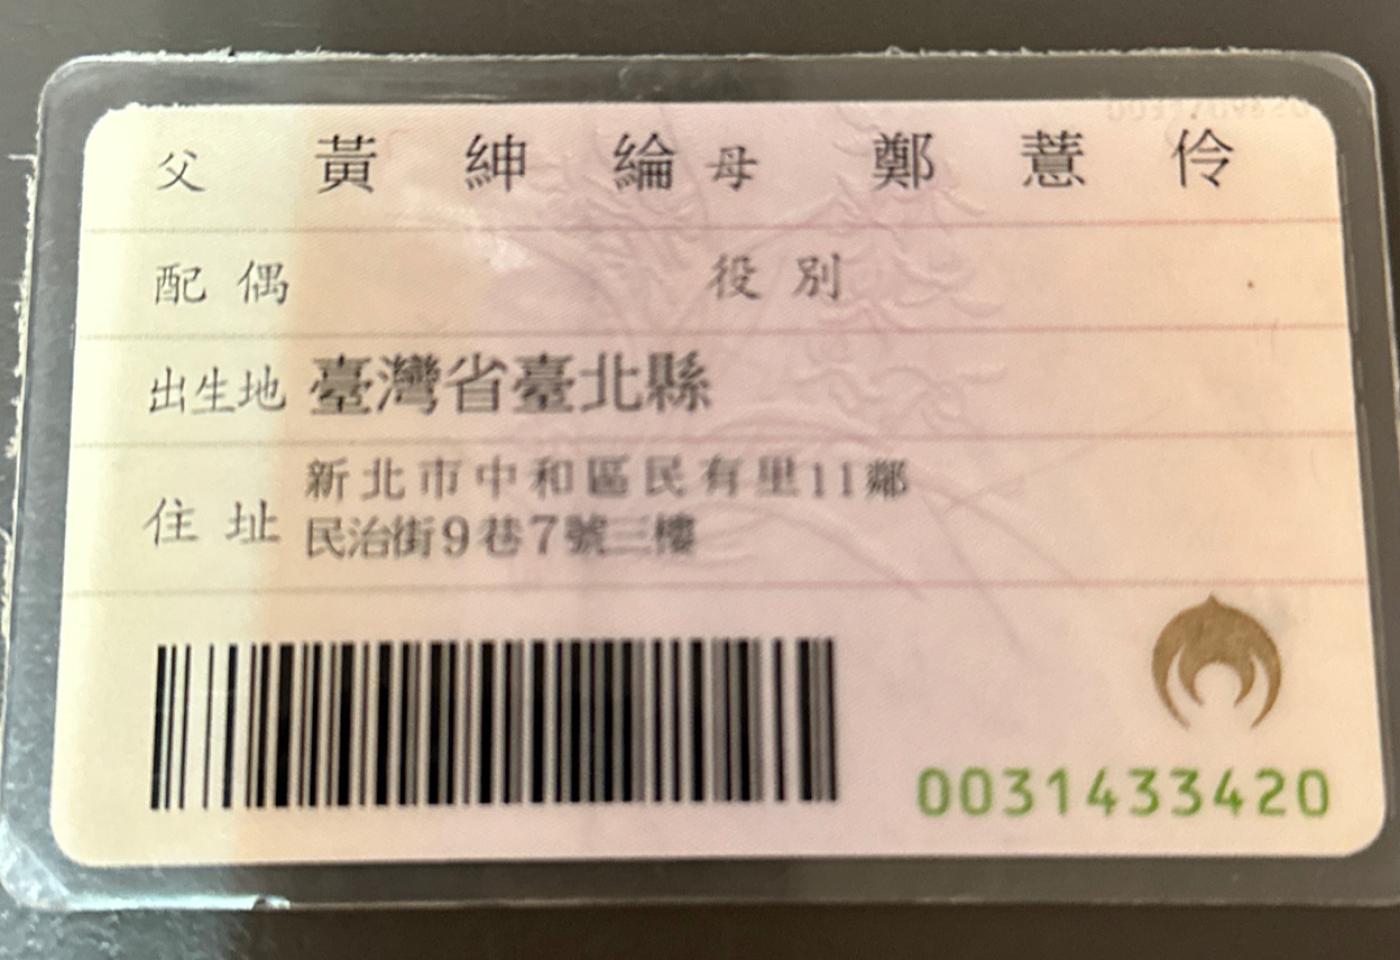 父 黃紳綸 母 鄭薏伶
配偶 役別
出生地 臺灣省臺北縣
住址 新北市中和區民有里11鄰
民治街9巷7號三樓
0031433420